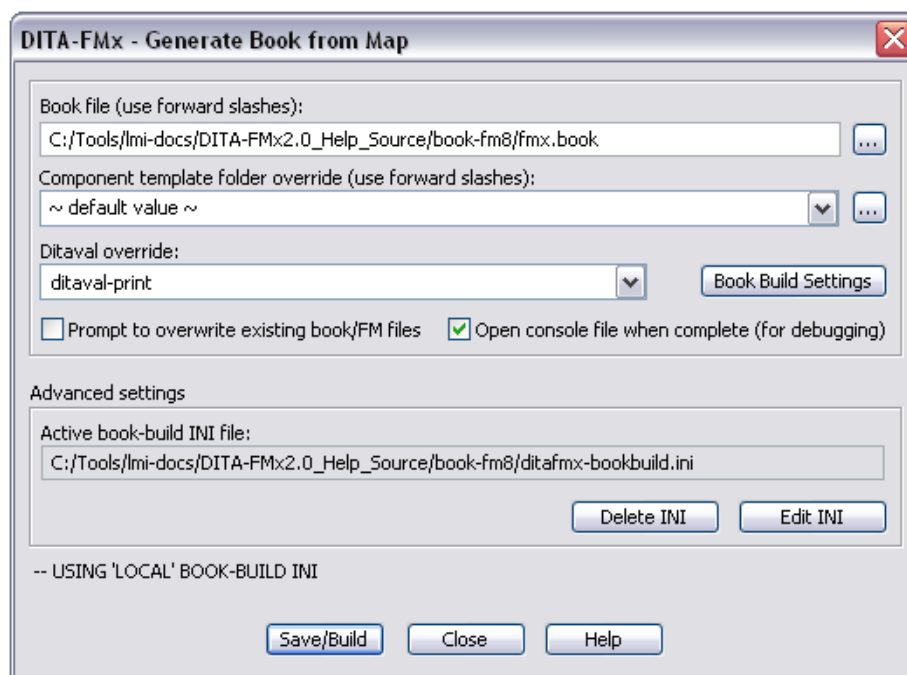 DITA-FMx - Generate Book from Map
Book file (use forward slashes):
C:/Tools/lmi-docs/DITA-FMx2.0_Help_Source/book-fm8/fmx.book
...
Component template folder override (use forward slashes):
~ default value ~
...
Ditaval override:
ditaval-print
Book Build Settings
Prompt to overwrite existing book/FM files
Open console file when complete (for debugging)
Advanced settings
Active book-build INI file:
C:/Tools/lmi-docs/DITA-FMx2.0_Help_Source/book-fm8/ditafmx-bookbuild.ini
Delete INI
Edit INI
-- USING 'LOCAL' BOOK-BUILD INI
Save/Build
Close
Help